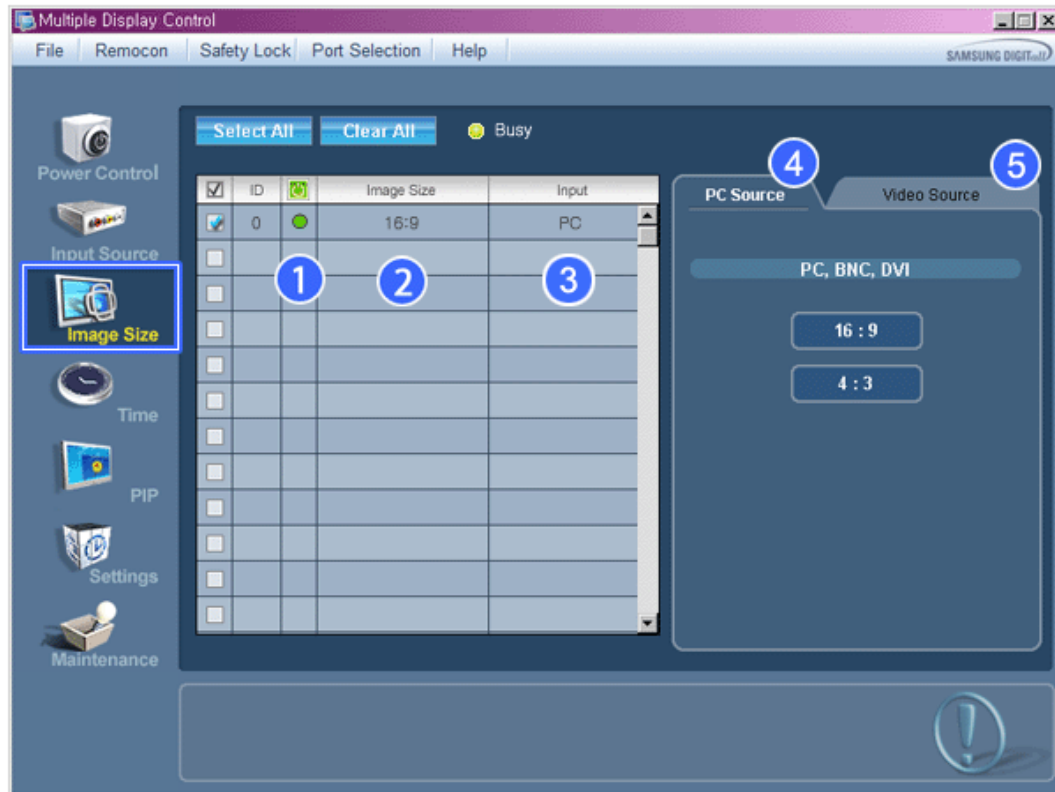 Multiple Display Control
File Remocon Safety Lock Port Selection Help
SAMSUNG DIGITall
Select All Clear All Busy
Power Control
Input Source
Image Size
Time
PIP
Settings
Maintenance
ID Image Size Input
0 16:9 PC
1 2 3
4 5
PC Source Video Source
PC, BNC, DVI
16 : 9
4 : 3